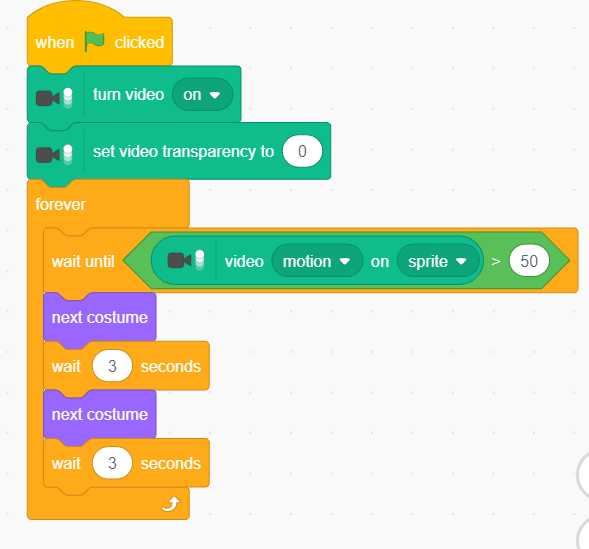 when clicked
turn video on
set video transparency to 0
forever
wait until video motion on sprite > 50
next costume
wait 3 seconds
next costume
wait 3 seconds